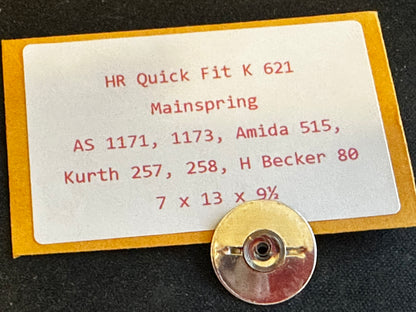 HR Quick Fit K 621
Mainspring
AS 1171, 1173, Amida 515,
Kurth 257, 258, H Becker 80
7 x 13 x 9½